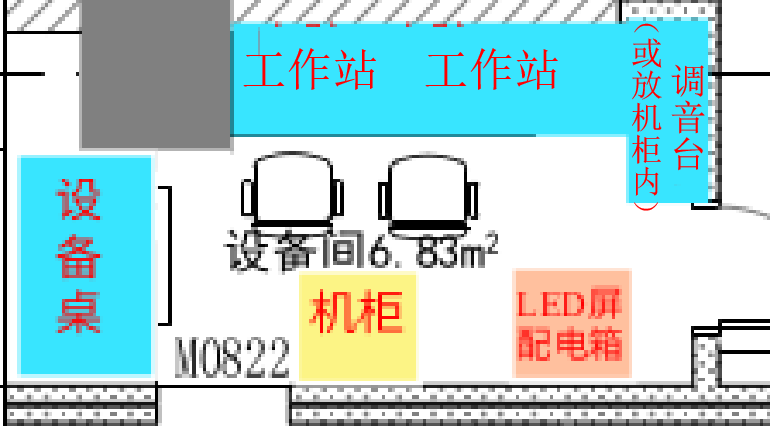 工作站 工作站
调音台
（或放机柜内）
设备桌
设备间6.83m²
机柜
LED屏
配电箱
M0822